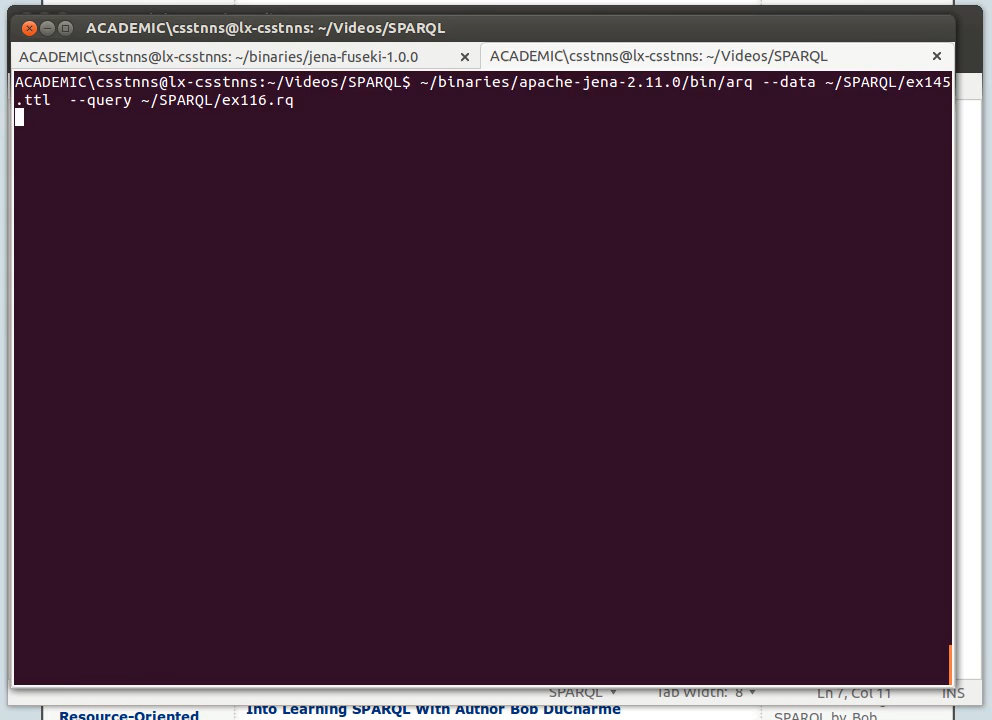 ACADEMIC\csstnns@lx-csstnns: ~/Videos/SPARQL
ACADEMIC\csstnns@lx-csstnns: ~/binaries/jena-fuseki-1.0.0
ACADEMIC\csstnns@lx-csstnns: ~/Videos/SPARQL
ACADEMIC\csstnns@lx-csstnns:~/Videos/SPARQL$ ~/binaries/apache-jena-2.11.0/bin/arq --data ~/SPARQL/ex145
.ttl  --query ~/SPARQL/ex116.rq
SPARQL Tab Width: 8 Ln 7, Col 11 INS
Resource-Oriented
Into Learning SPARQL With Author Bob DuCharme
SPARQL by Bob